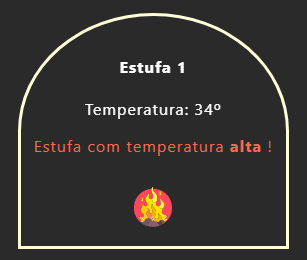 Estufa 1
Temperatura: 34º
Estufa com temperatura alta !